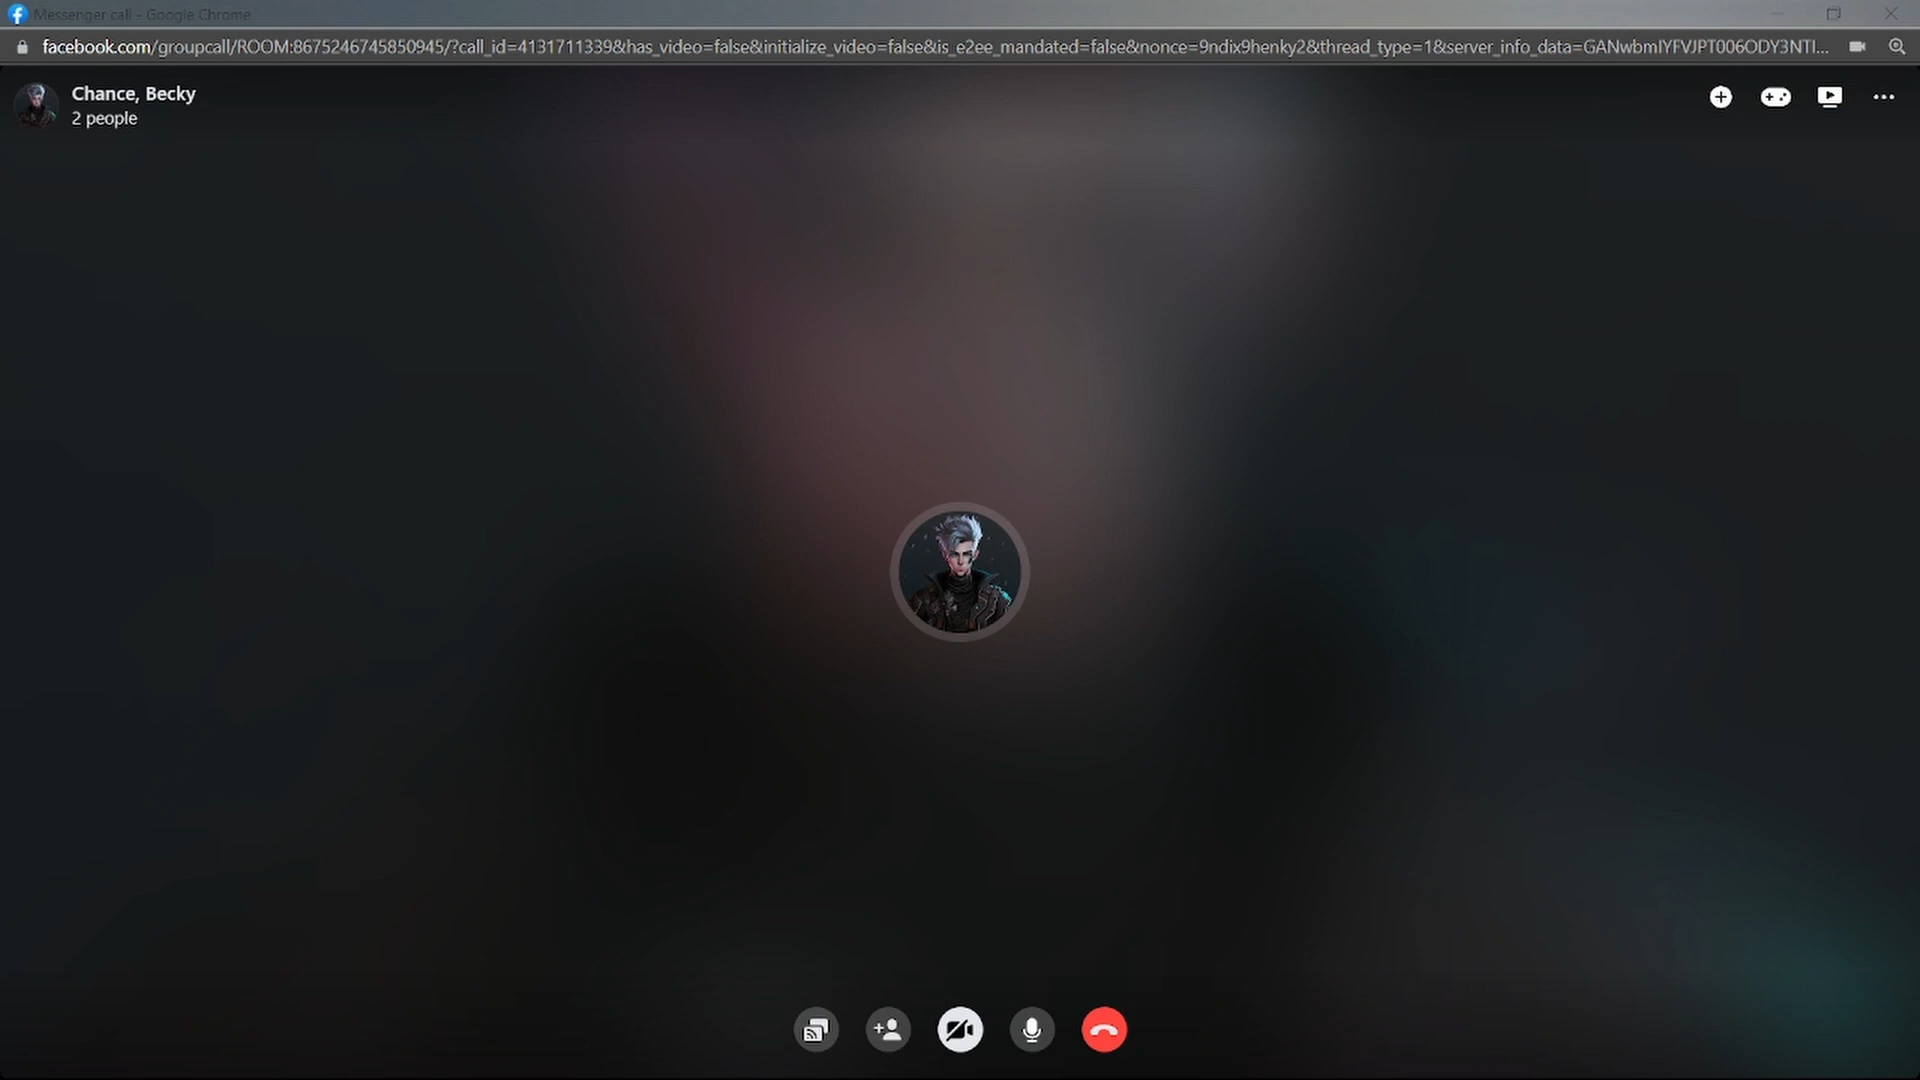 Messenger call - Google Chrome
facebook.com/groupcall/ROOM:8675246745850945/?call_id=4131711339&has_video=false&initialize_video=false&is_e2ee_mandated=false&nonce=9ndix9henky2&thread_type=1&server_info_data=GANwbmIYFVJPT006ODY3NTI...
Chance, Becky
2 people